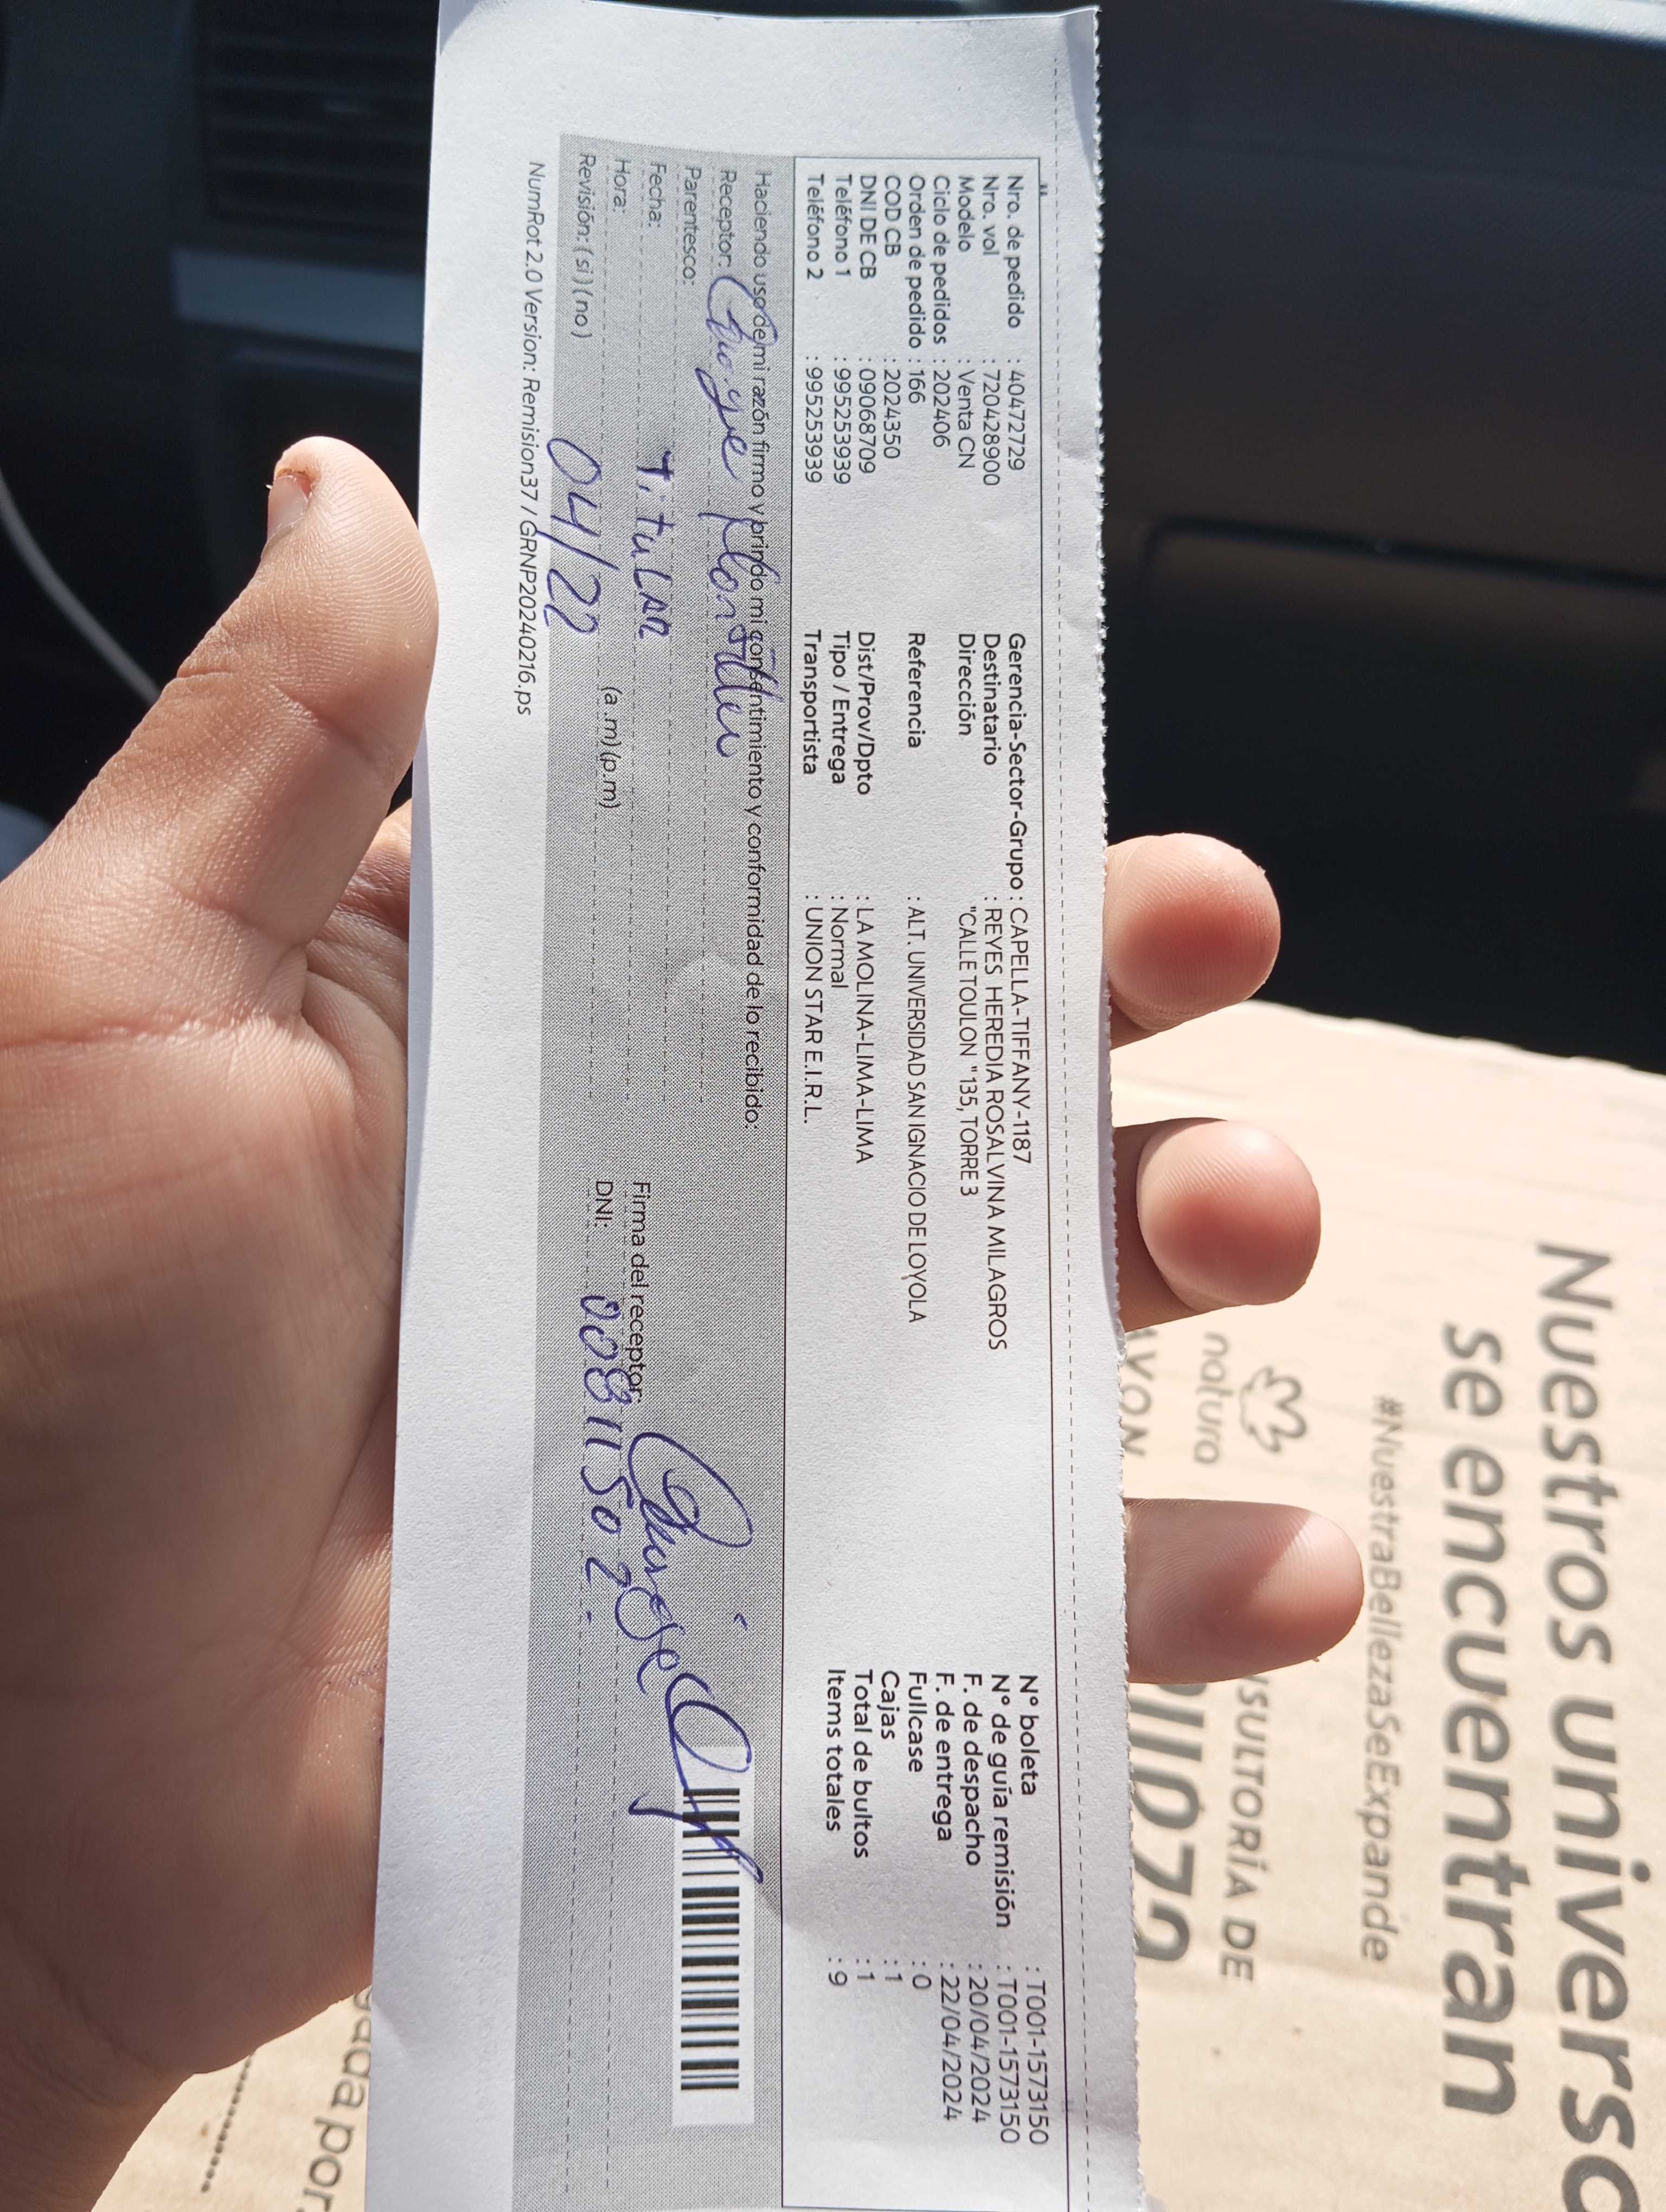 Nro. de pedido : 40472729
Nro. vol : 720428900
Modelo : Venta CN
Ciclo de pedidos : 202406
Orden de pedido : 166
COD CB : 2024350
DNI DE CB : 09068709
Teléfono 1 : 995253939
Teléfono 2 : 995253939
Gerencia-Sector-Grupo : CAPELLA-TIFFANY-1187
Destinatario : REYES HEREDIA ROSALVINA MILAGROS
Dirección "CALLE TOULON "135, TORRE 3
Referencia : ALT. UNIVERSIDAD SAN IGNACIO DE LOYOLA
Dist/Prov/Dpto : LA MOLINA-LIMA-LIMA
Tipo / Entrega : Normal
Transportista : UNION STAR E.I.R.L.
N° boleta : T001-1573150
N° de guía remisión : T001-1573150
F. de despacho : 20/04/2024
F. de entrega : 22/04/2024
Fullcase : 0
Cajas : 1
Total de bultos : 1
Items totales : 9
Haciendo uso de mi razón firmo y brindo mi consentimiento y conformidad de lo recibido:
Receptor:
Parentesco: TituLAR
Fecha: 04/22
Hora: (a .m) (p.m)
Revisión: ( si ) ( no )
Firma del receptor:
DNI:
NumRot 2.0 Version: Remision37 / GRNP20240216.ps
Nuestros universo
se encuentran
#NuestraBellezaSeExpande
natura
AVON
DE
por